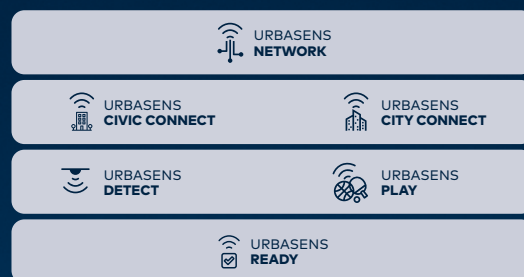 URBASENS
NETWORK
URBASENS
CIVIC CONNECT
URBASENS
CITY CONNECT
URBASENS
DETECT
URBASENS
PLAY
URBASENS
READY